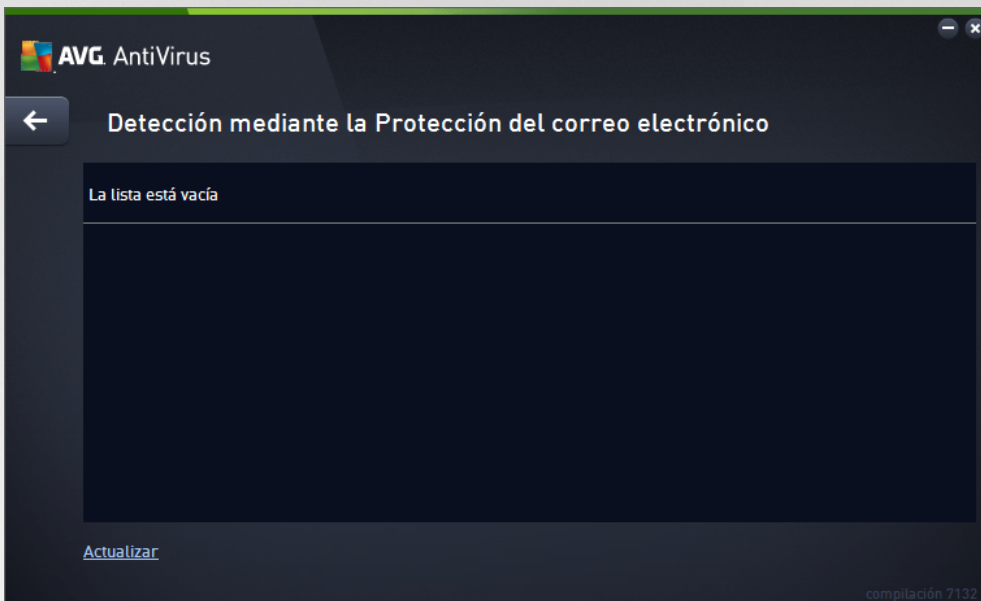 AVG. AntiVirus
Detección mediante la Protección del correo electrónico
La lista está vacía
Actualizar
compilación 7132